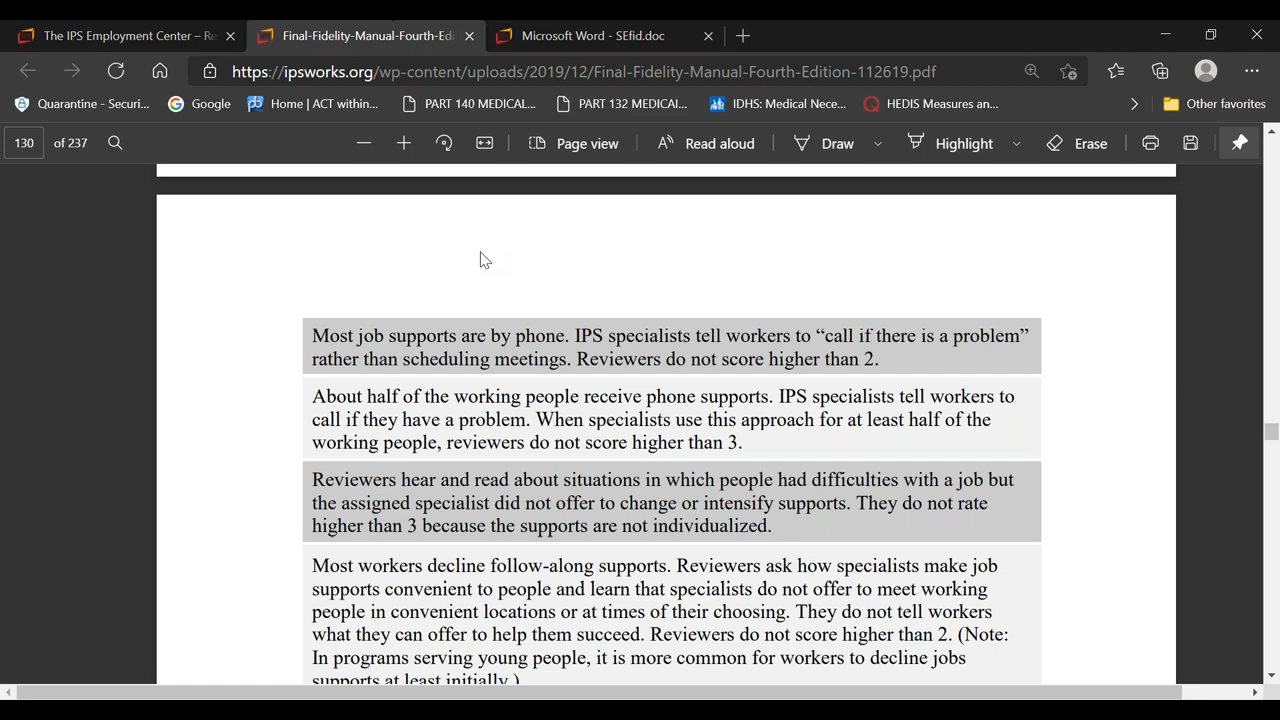 The IPS Employment Center – Re
Final-Fidelity-Manual-Fourth-Edi
Microsoft Word - SEfid.doc
https://ipsworks.org/wp-content/uploads/2019/12/Final-Fidelity-Manual-Fourth-Edition-112619.pdf
Quarantine - Securi...
Google
Home | ACT within...
PART 140 MEDICAL...
PART 132 MEDICAI...
IDHS: Medical Nece...
HEDIS Measures an...
Other favorites
130 of 237
Page view
Read aloud
Draw
Highlight
Erase
Most job supports are by phone. IPS specialists tell workers to “call if there is a problem”
rather than scheduling meetings. Reviewers do not score higher than 2.
About half of the working people receive phone supports. IPS specialists tell workers to
call if they have a problem. When specialists use this approach for at least half of the
working people, reviewers do not score higher than 3.
Reviewers hear and read about situations in which people had difficulties with a job but
the assigned specialist did not offer to change or intensify supports. They do not rate
higher than 3 because the supports are not individualized.
Most workers decline follow-along supports. Reviewers ask how specialists make job
supports convenient to people and learn that specialists do not offer to meet working
people in convenient locations or at times of their choosing. They do not tell workers
what they can offer to help them succeed. Reviewers do not score higher than 2. (Note:
In programs serving young people, it is more common for workers to decline jobs
supports at least initially.)